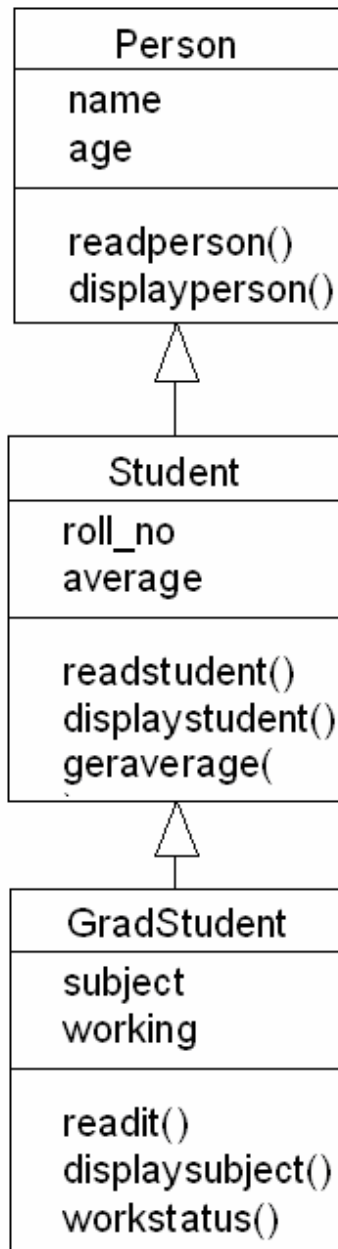 Person
name
age
readperson()
displayperson()
Student
roll_no
average
readstudent()
displaystudent()
geraverage(
GradStudent
subject
working
readit()
displaysubject()
workstatus()